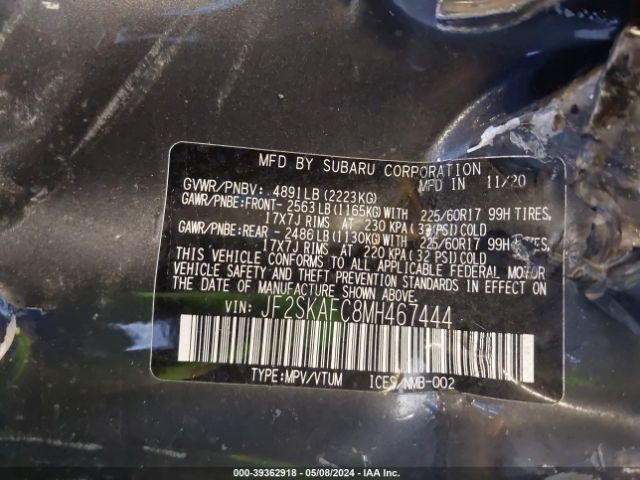 MFD BY SUBARU CORPORATION
GVWR/PNBV: 4891LB(2223KG) MFD IN 11/20
GAWR/PNBE:FRONT- 2563LB(1165KG)WITH 225/60R17 99H TIRES,
17X7J RIMS AT 230 KPA( PSI)COLD
GAWR/PNBE:REAR - 2486LB(1130KG)WITH 225/60R17 99H
17X7J RIMS AT 220 KPA(32 PSI)COLD
THIS VEHICLE CONFORMS TO ALL APPLICABLE FEDERAL MOTOR
VEHICLE SAFETY AND THEFT PREVENTION STANDARDS IN EFFECT ON
THE DATE OF MANUFACTURE SHOWN ABOVE.
VIN: JF2SKAFC8MH467444
TYPE:MPV/VTUM ICES/NMB-002
000-39362918 - 05/08/2024 - IAA Inc.